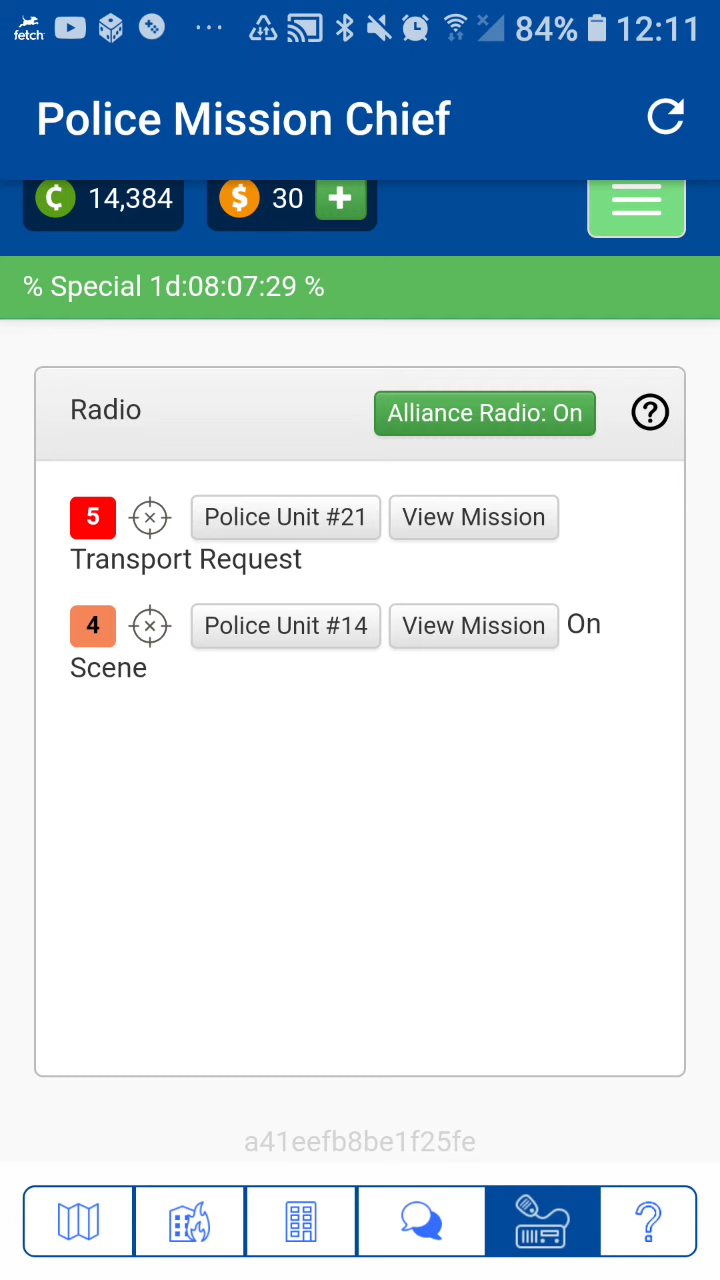 fetch 84% 12:11
Police Mission Chief
₵ 14,384 $ 30 +
% Special 1d:08:07:29 %
Radio Alliance Radio: On ?
5 Police Unit #21 View Mission
Transport Request
4 Police Unit #14 View Mission On
Scene
a41eefb8be1f25fe
?